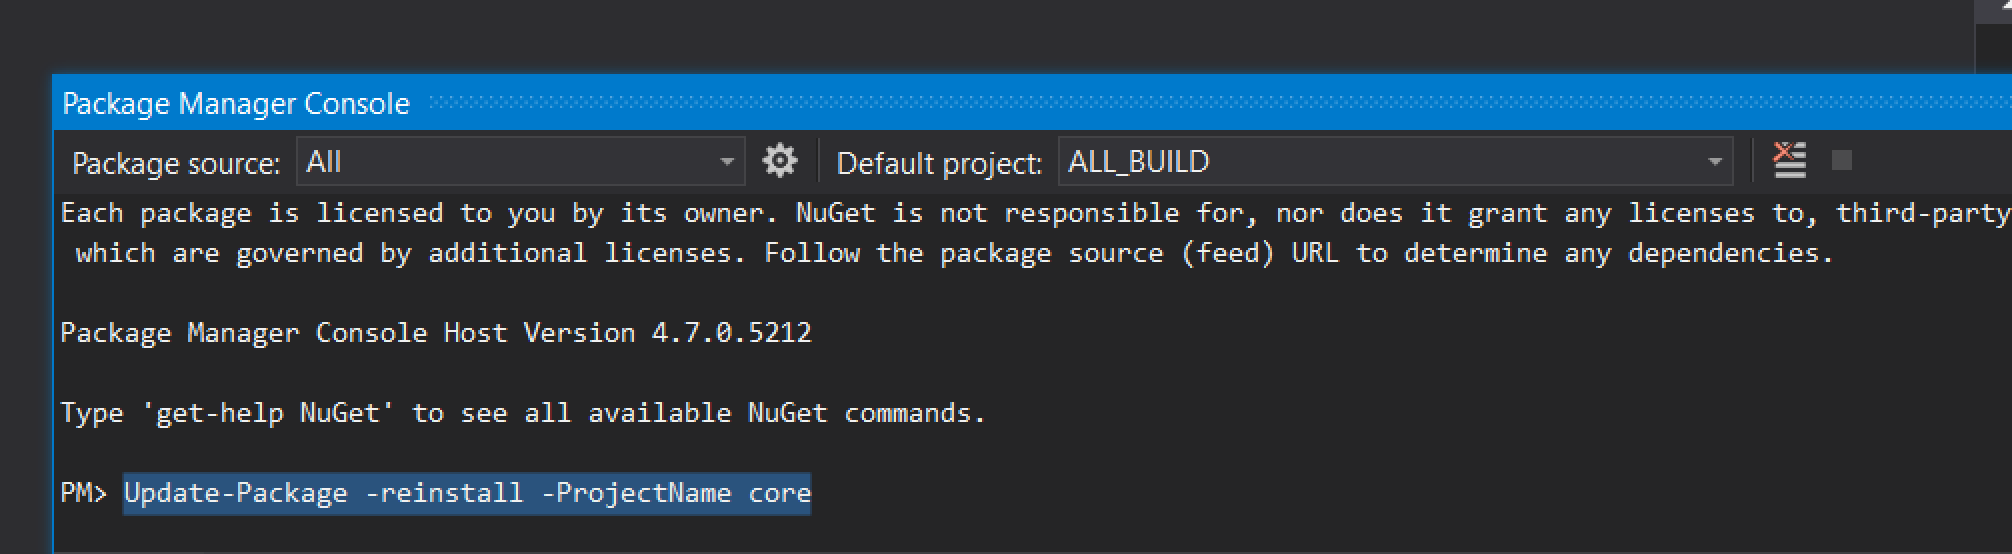 Package Manager Console
Package source: All Default project: ALL_BUILD
Each package is licensed to you by its owner. NuGet is not responsible for, nor does it grant any licenses to, third-party
which are governed by additional licenses. Follow the package source (feed) URL to determine any dependencies.
Package Manager Console Host Version 4.7.0.5212
Type 'get-help NuGet' to see all available NuGet commands.
PM> Update-Package -reinstall -ProjectName core